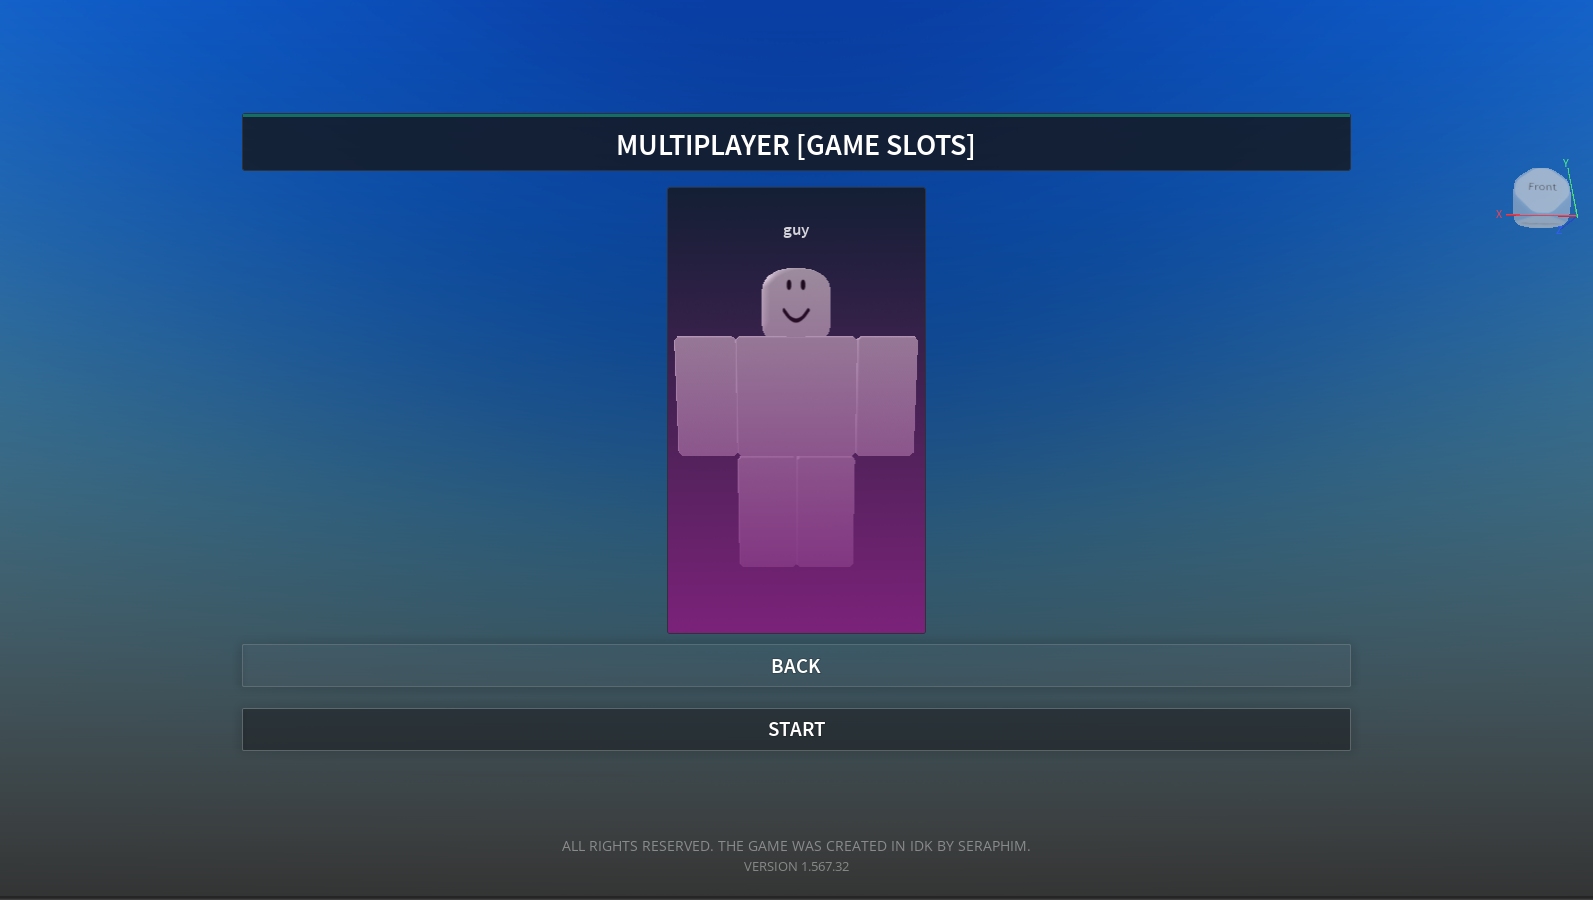 MULTIPLAYER [GAME SLOTS]
Y
Front
X
guy
BACK
START
ALL RIGHTS RESERVED. THE GAME WAS CREATED IN IDK BY SERAPHIM.
VERSION 1.567.32